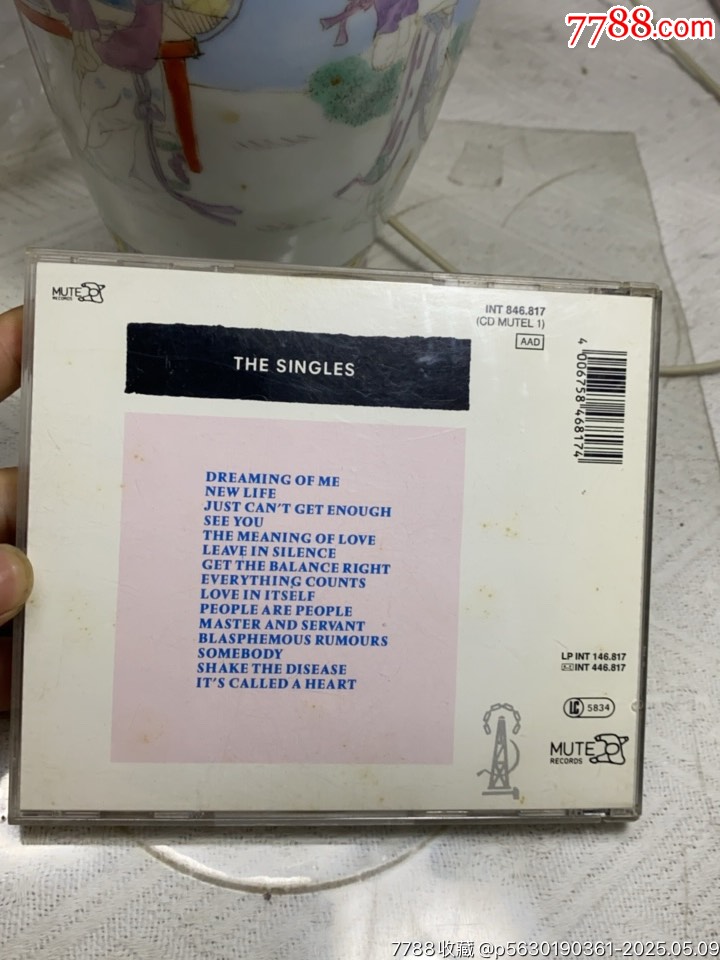 7788.com
MUTE
RECORDS
INT 846.817
(CD MUTEL 1)
AAD
THE SINGLES
4 006758 468174
DREAMING OF ME
NEW LIFE
JUST CAN'T GET ENOUGH
SEE YOU
THE MEANING OF LOVE
LEAVE IN SILENCE
GET THE BALANCE RIGHT
EVERYTHING COUNTS
LOVE IN ITSELF
PEOPLE ARE PEOPLE
MASTER AND SERVANT
BLASPHEMOUS RUMOURS
SOMEBODY
SHAKE THE DISEASE
IT'S CALLED A HEART
LP INT 146.817
INT 446.817
LC 5834
MUTE
RECORDS
7788收藏 @p5630190361-2025.05.09